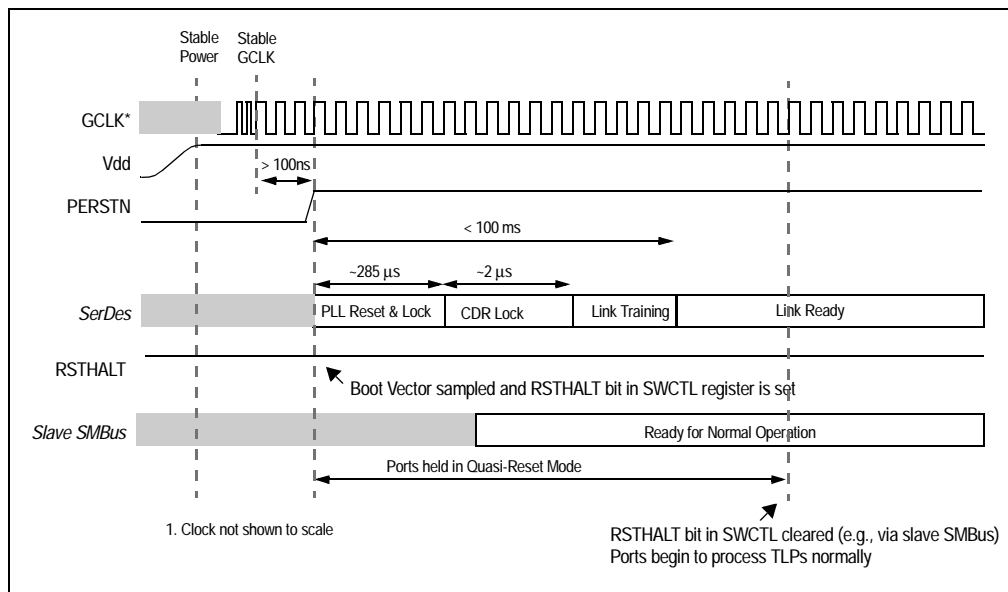 Stable
Power
Stable
GCLK
GCLK*
Vdd
> 100ns
PERSTN
< 100 ms
~285 μs
~2 μs
SerDes
PLL Reset & Lock
CDR Lock
Link Training
Link Ready
RSTHALT
Boot Vector sampled and RSTHALT bit in SWCTL register is set
Slave SMBus
Ready for Normal Operation
Ports held in Quasi-Reset Mode
1. Clock not shown to scale
RSTHALT bit in SWCTL cleared (e.g., via slave SMBus)
Ports begin to process TLPs normally